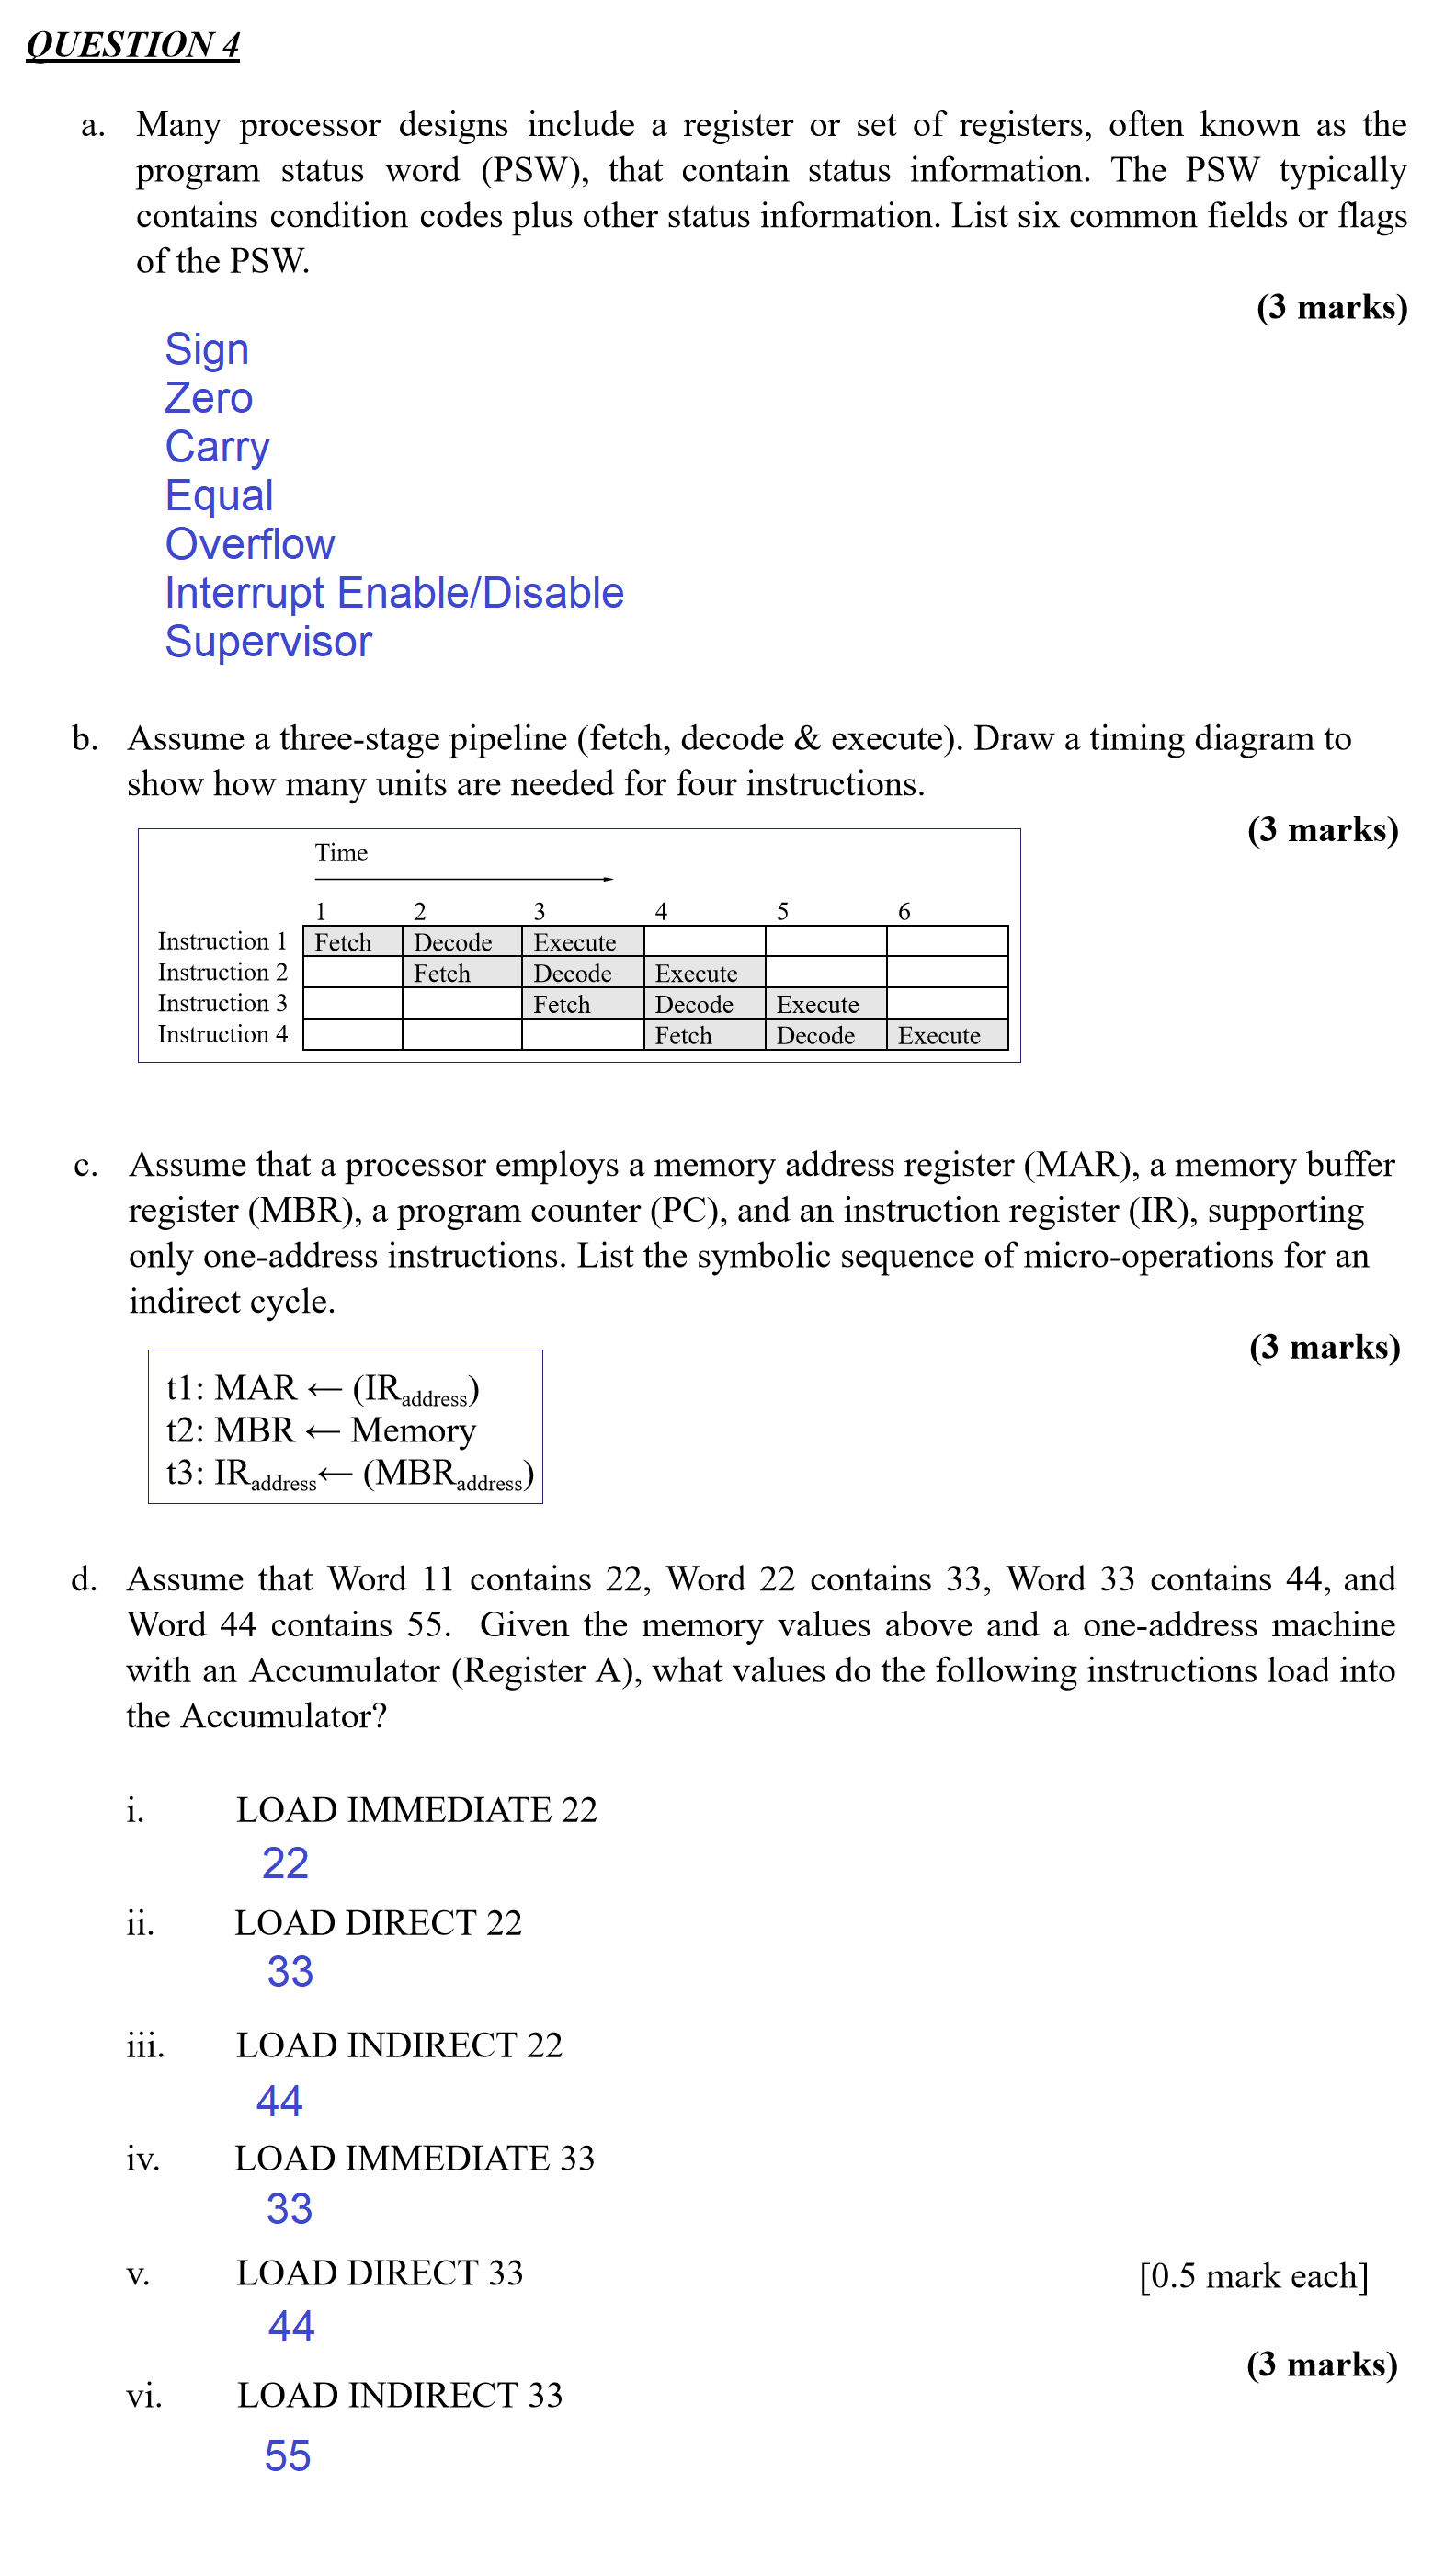 QUESTION 4
a. Many processor designs include a register or set of registers, often known as the
program status word (PSW), that contain status information. The PSW typically
contains condition codes plus other status information. List six common fields or flags
of the PSW.
(3 marks)
Sign
Zero
Carry
Equal
Overflow
Interrupt Enable/Disable
Supervisor
b. Assume a three-stage pipeline (fetch, decode & execute). Draw a timing diagram to
show how many units are needed for four instructions.
(3 marks)
Time
1 2 3 4 5 6
Instruction 1 Fetch Decode Execute
Instruction 2 Fetch Decode Execute
Instruction 3 Fetch Decode Execute
Instruction 4 Fetch Decode Execute
c. Assume that a processor employs a memory address register (MAR), a memory buffer
register (MBR), a program counter (PC), and an instruction register (IR), supporting
only one-address instructions. List the symbolic sequence of micro-operations for an
indirect cycle.
(3 marks)
t1: MAR ← (IRaddress)
t2: MBR ← Memory
t3: IRaddress← (MBRaddress)
d. Assume that Word 11 contains 22, Word 22 contains 33, Word 33 contains 44, and
Word 44 contains 55. Given the memory values above and a one-address machine
with an Accumulator (Register A), what values do the following instructions load into
the Accumulator?
i. LOAD IMMEDIATE 22
22
ii. LOAD DIRECT 22
33
iii. LOAD INDIRECT 22
44
iv. LOAD IMMEDIATE 33
33
v. LOAD DIRECT 33 [0.5 mark each]
44
(3 marks)
vi. LOAD INDIRECT 33
55